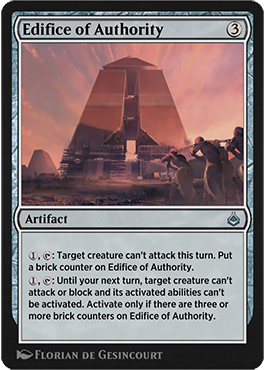 Edifice of Authority 3
Artifact
1, T: Target creature can't attack this turn. Put
a brick counter on Edifice of Authority.
1, T: Until your next turn, target creature can't
attack or block and its activated abilities can't
be activated. Activate only if there are three or
more brick counters on Edifice of Authority.
Florian de Gesincourt